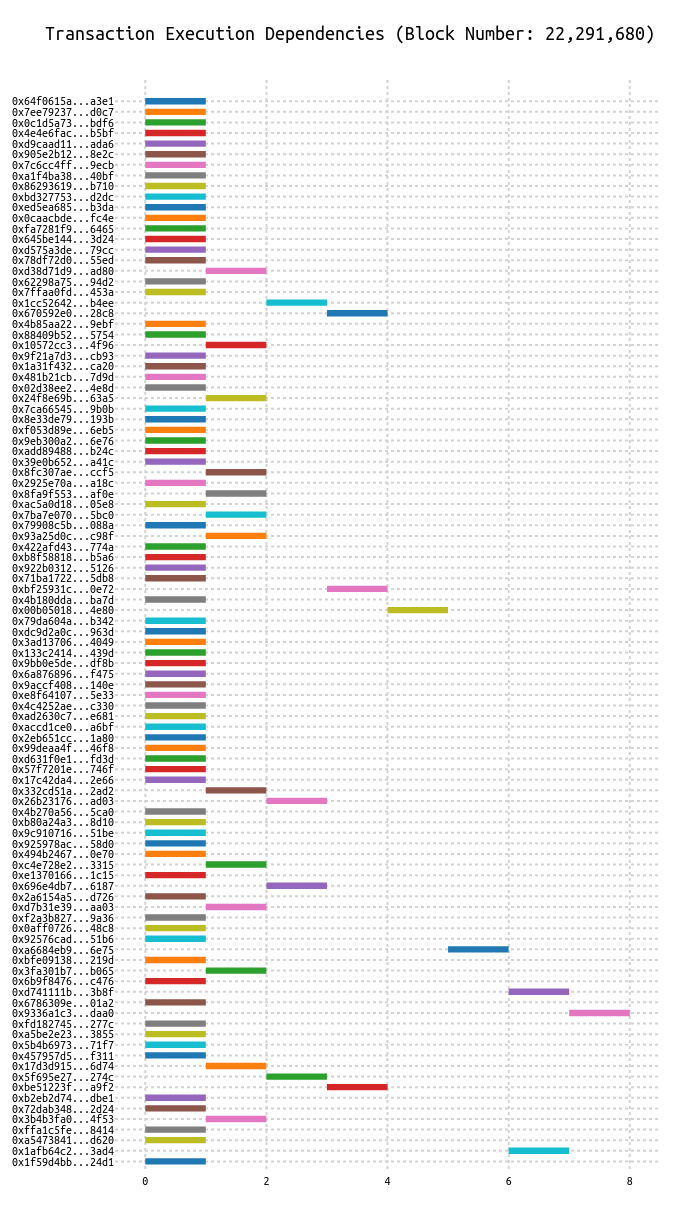 Transaction Execution Dependencies (Block Number: 22,291,680)
0x64f0615a...a3e1
0x7ee79237...d0c7
0x0c1d5a73...bdf6
0x4e4e6fac...b5bf
0xd9caad11...ada6
0x905e2b12...8e2c
0x7c6cc4ff...9ecb
0xa1f4ba38...40bf
0x86293619...b710
0xbd327753...d2dc
0xed5ea685...b3da
0x0caacbde...fc4e
0xfa7281f9...6465
0x645be144...3d24
0xd575a3de...79cc
0x78df72d0...55ed
0xd38d71d9...ad80
0x62298a75...94d2
0x7ffaa0fd...453a
0x1cc52642...b4ee
0x670592e0...28c8
0x4b85aa22...9ebf
0x88409b52...5754
0x10572cc3...4f96
0x9f21a7d3...cb93
0x1a31f432...ca20
0x481b21cb...7d9d
0x02d38ee2...4e8d
0x24f8e69b...63a5
0x7ca66545...9b0b
0x8e33de79...193b
0xf053d89e...6eb5
0x9eb300a2...6e76
0xadd89488...b24c
0x39e0b652...a41c
0x8fc307ae...ccf5
0x2925e70a...a18c
0x8fa9f553...af0e
0xac5a0d18...05e8
0x7ba7e070...5bc0
0x79908c5b...088a
0x93a25d0c...c98f
0x422afd43...774a
0xb8f58818...b5a6
0x922b0312...5126
0x71ba1722...5db8
0xbf25931c...0e72
0x4b180dda...ba7d
0x00b05018...4e80
0x79da604a...b342
0xdc9d2a0c...963d
0x3ad13706...4049
0x133c2414...439d
0x9bb0e5de...df8b
0x6a876896...f475
0x9accf408...140e
0xe8f64107...5e33
0x4c4252ae...c330
0xad2630c7...e681
0xaccd1ce0...a6bf
0x2eb651cc...1a80
0x99deaa4f...46f8
0xd631f0e1...fd3d
0x57f7201e...746f
0x17c42da4...2e66
0x332cd51a...2ad2
0x26b23176...ad03
0x4b270a56...5ca0
0xb80a24a3...8d10
0x9c910716...51be
0x925978ac...58d0
0x494b2467...0e70
0xc4e728e2...3315
0xe1370166...1c15
0x696e4db7...6187
0x2a6154a5...d726
0xd7b31e39...aa03
0xf2a3b827...9a36
0x0aff0726...48c8
0x92576cad...51b6
0xa6684eb9...6e75
0xbfe09138...219d
0x3fa301b7...b065
0x6b9f8476...c476
0xd741111b...3b8f
0x6786309e...01a2
0x9336a1c3...daa0
0xfd182745...277c
0xa5be2e23...3855
0x5b4b6973...71f7
0x457957d5...f311
0x17d3d915...6d74
0x5f695e27...274c
0xbe51223f...a9f2
0xb2eb2d74...dbe1
0x72dab348...2d24
0x3b4b3fa0...4f53
0xffa1c5fe...8414
0xa5473841...d620
0x1afb64c2...3ad4
0x1f59d4bb...24d1
0 2 4 6 8